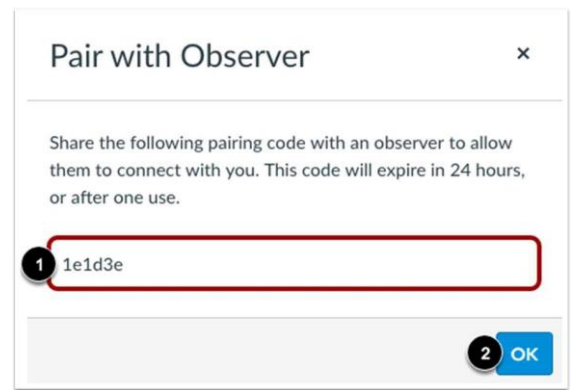 Pair with Observer ×
Share the following pairing code with an observer to allow
them to connect with you. This code will expire in 24 hours,
or after one use.
1 1e1d3e
2 OK